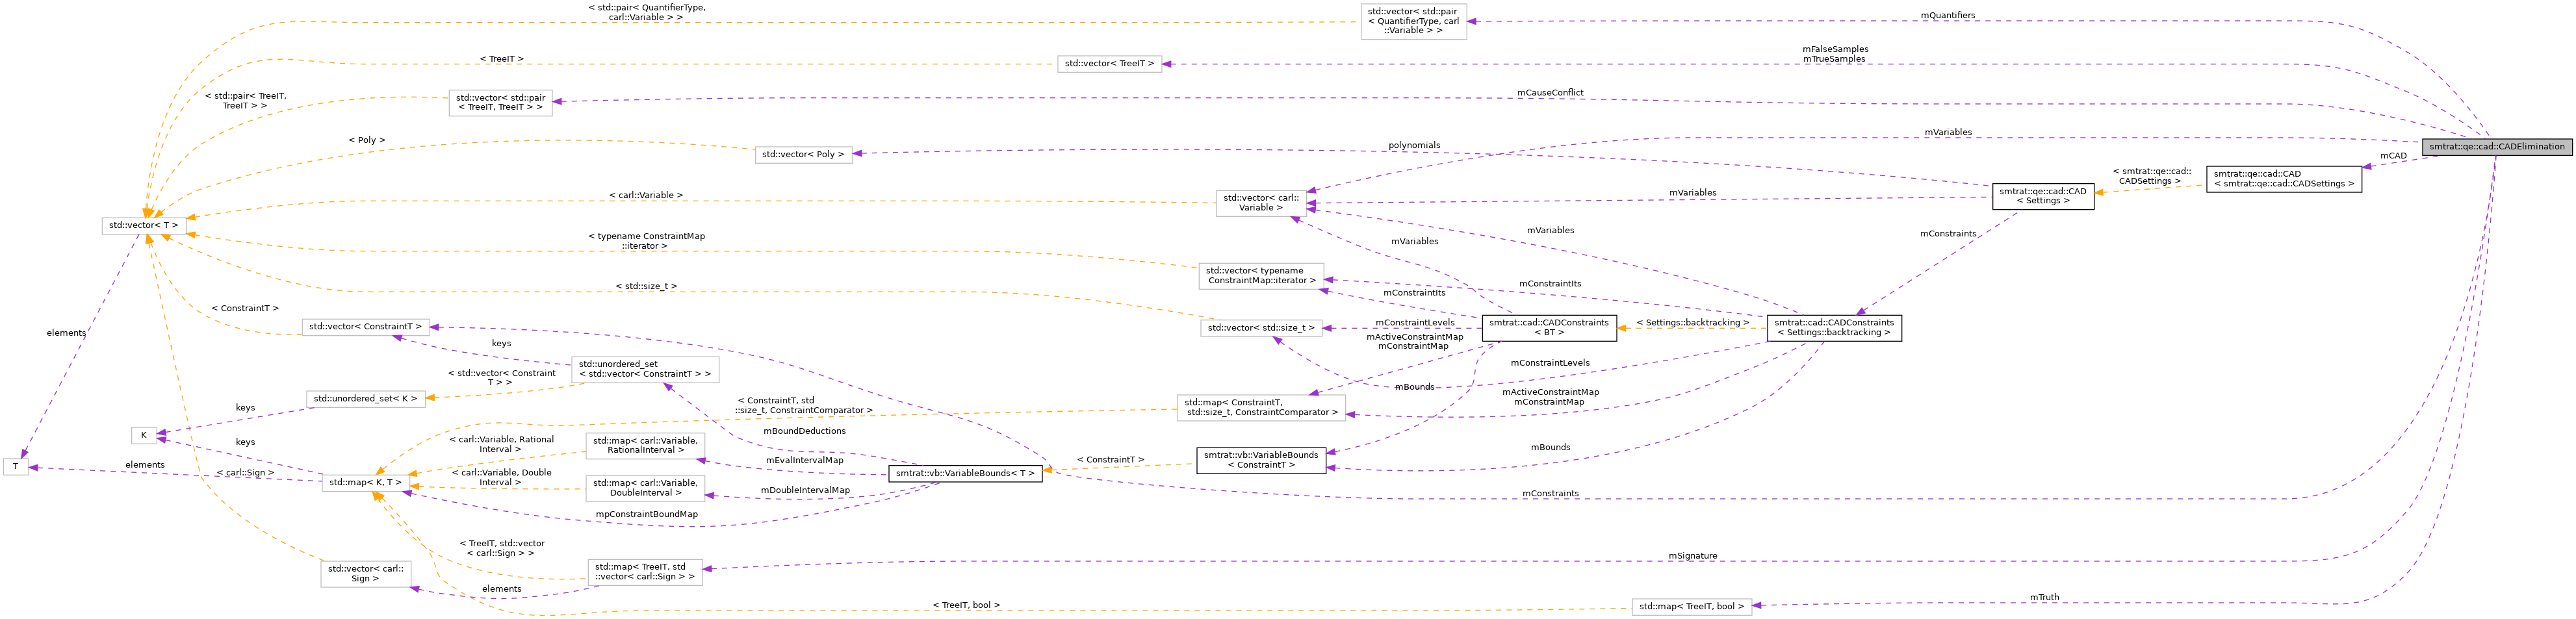 < std::pair< QuantifierType,
carl::Variable > >
std::vector< std::pair
< QuantifierType, carl
::Variable > >
mQuantifiers
< TreeIT >
std::vector< TreeIT >
mFalseSamples
mTrueSamples
< std::pair< TreeIT,
TreeIT > >
std::vector< std::pair
< TreeIT, TreeIT > >
mCauseConflict
< Poly >
std::vector< Poly >
polynomials
mVariables
smtrat::qe::cad::CADElimination
mCAD
smtrat::qe::cad::CAD
< smtrat::qe::cad::CADSettings >
< smtrat::qe::cad::
CADSettings >
smtrat::qe::cad::CAD
< Settings >
mVariables
< carl::Variable >
std::vector< carl::
Variable >
std::vector< T >
< typename ConstraintMap
::iterator >
mVariables
mVariables
mConstraints
std::vector< typename
ConstraintMap::iterator >
mConstraintIts
mConstraintIts
< std::size_t >
std::vector< std::size_t >
mConstraintLevels
smtrat::cad::CADConstraints
< BT >
< Settings::backtracking >
smtrat::cad::CADConstraints
< Settings::backtracking >
< ConstraintT >
std::vector< ConstraintT >
elements
keys
mActiveConstraintMap
mConstraintMap
mConstraintLevels
std::unordered_set
< std::vector< ConstraintT > >
< std::vector< Constraint
T > >
std::unordered_set< K >
mBounds
mActiveConstraintMap
mConstraintMap
< ConstraintT, std
::size_t, ConstraintComparator >
std::map< ConstraintT,
std::size_t, ConstraintComparator >
keys
K
keys
mBoundDeductions
< carl::Variable, Rational
Interval >
std::map< carl::Variable,
RationalInterval >
mEvalIntervalMap
mBounds
smtrat::vb::VariableBounds
< ConstraintT >
< ConstraintT >
smtrat::vb::VariableBounds< T >
T
elements
< carl::Sign >
std::map< K, T >
< carl::Variable, Double
Interval >
std::map< carl::Variable,
DoubleInterval >
mDoubleIntervalMap
mConstraints
mpConstraintBoundMap
< TreeIT, std::vector
< carl::Sign > >
std::vector< carl::
Sign >
std::map< TreeIT, std
::vector< carl::Sign > >
mSignature
elements
< TreeIT, bool >
std::map< TreeIT, bool >
mTruth